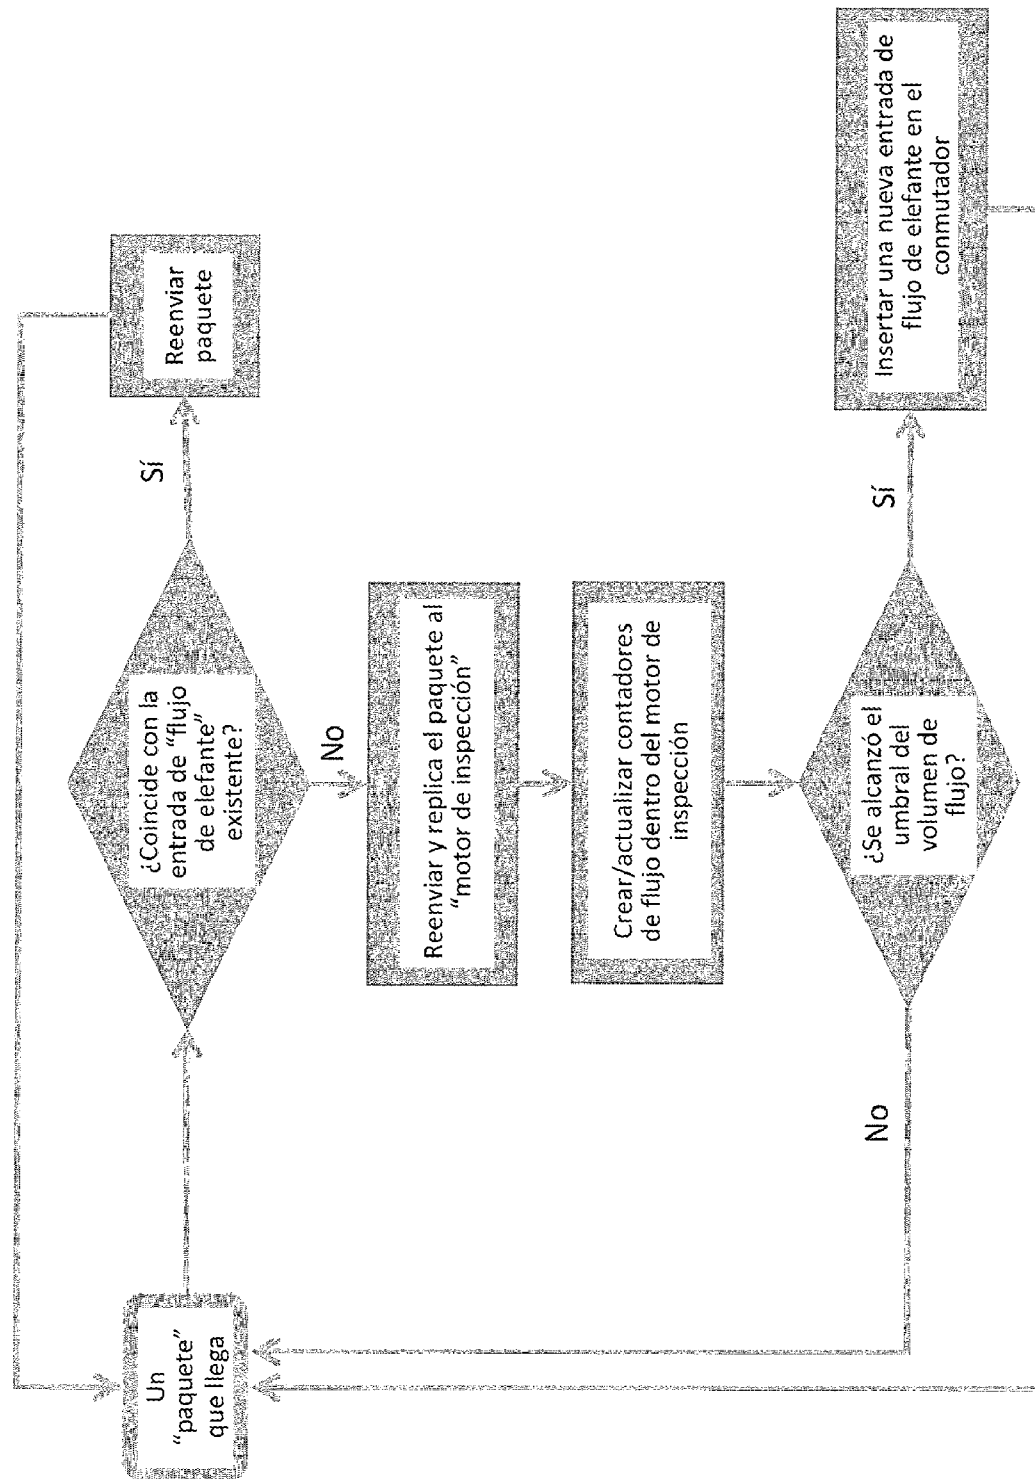 Un
“paquete”
que llega
¿Coincide con la
entrada de “flujo
de elefante”
existente?
Sí
Reenviar
paquete
No
Reenviar y replica el paquete al
“motor de inspección”
Crear/actualizar contadores
de flujo dentro del motor de
inspección
¿Se alcanzó el
umbral del
volumen de
flujo?
No
Sí
Insertar una nueva entrada de
flujo de elefante en el
conmutador